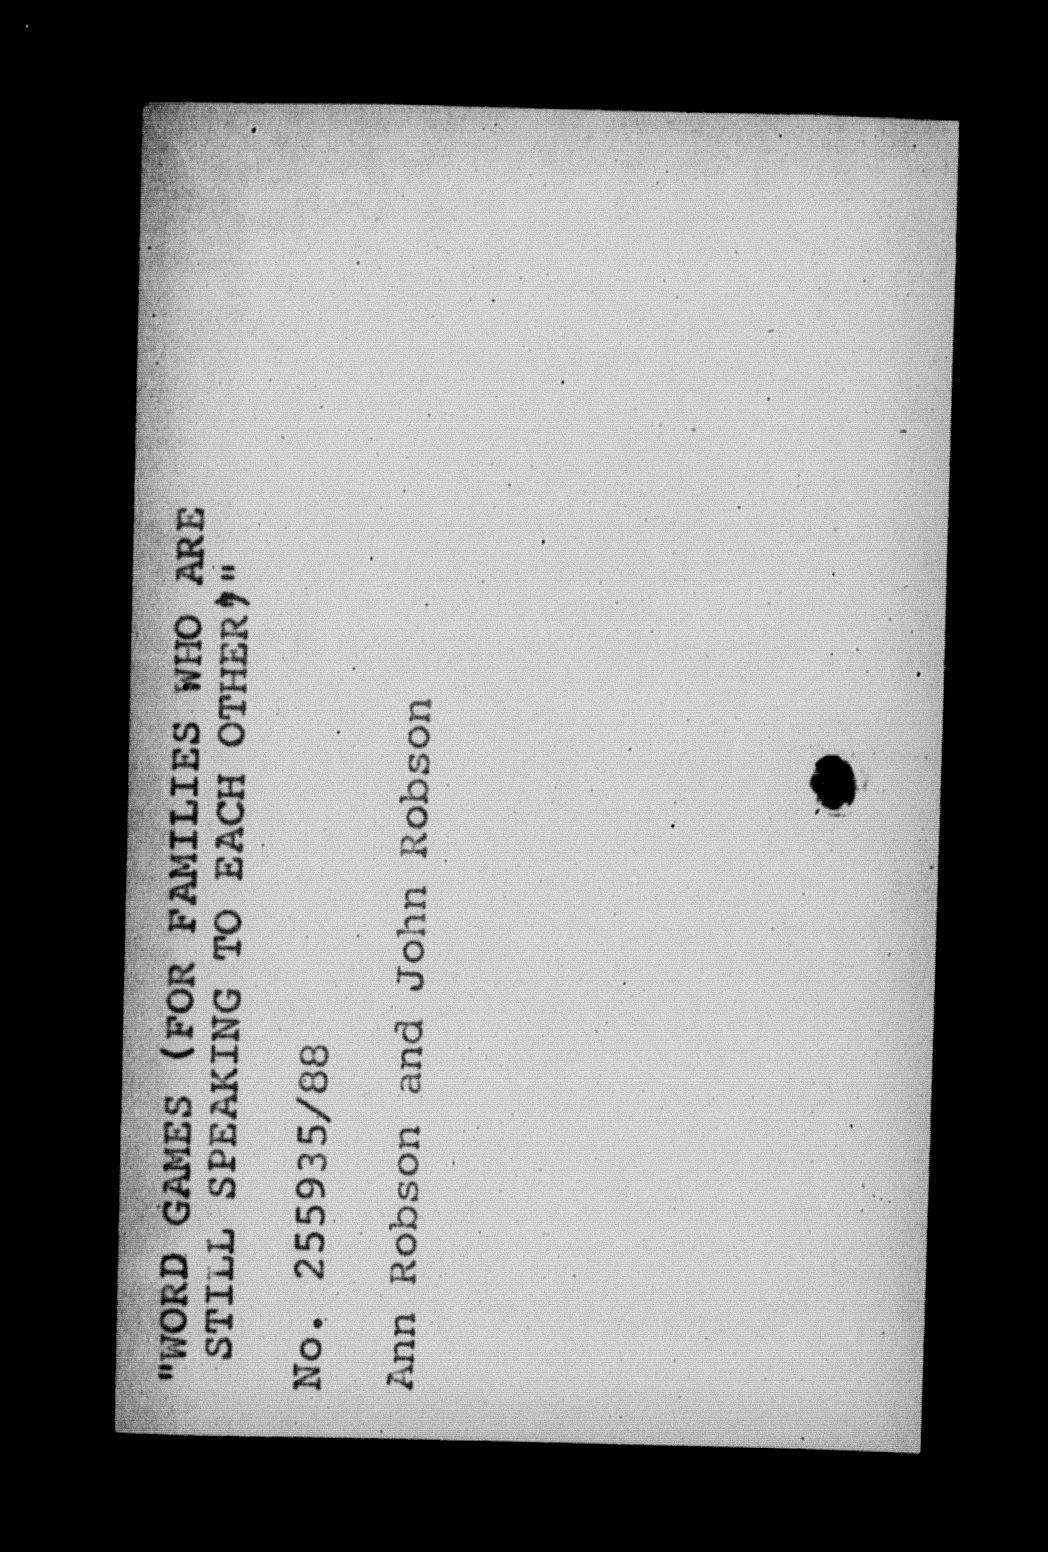 "WORD GAMES (FOR FAMILIES WHO ARE
STILL SPEAKING TO EACH OTHER)"
No. 255935/88
Ann Robson and John Robson